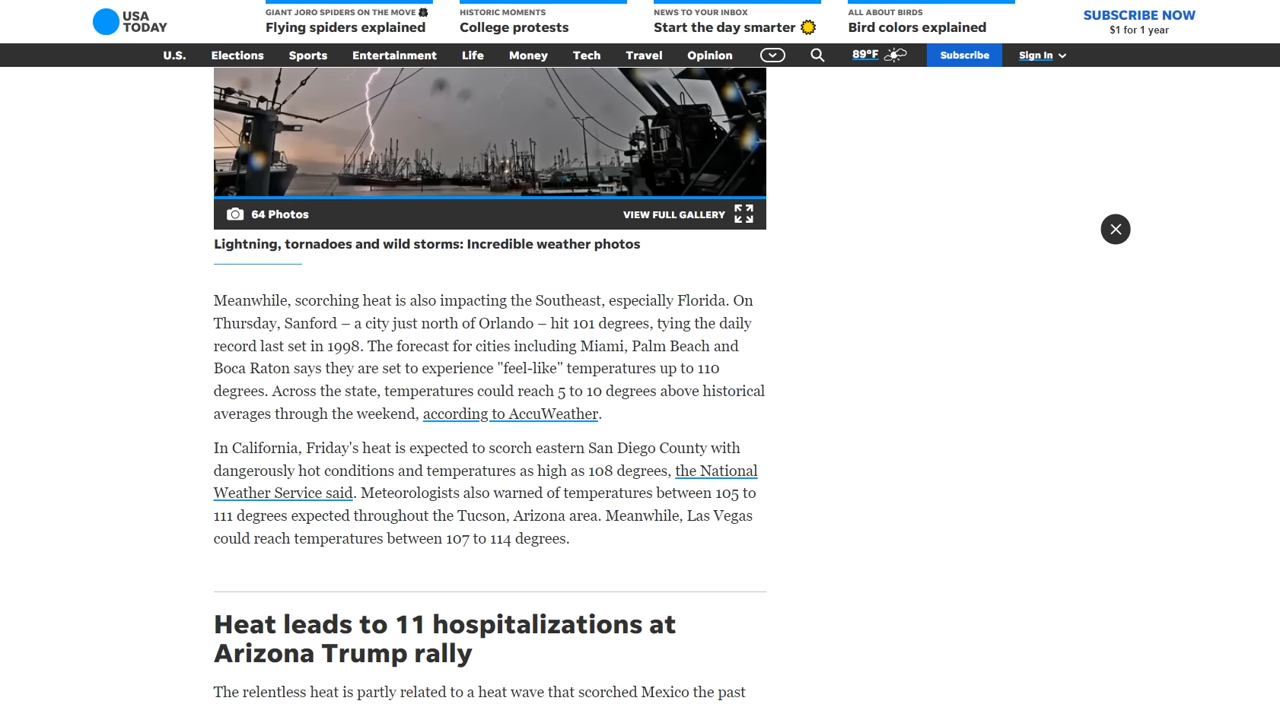 USA
TODAY
GIANT JORO SPIDERS ON THE MOVE
Flying spiders explained
HISTORIC MOMENTS
College protests
NEWS TO YOUR INBOX
Start the day smarter
ALL ABOUT BIRDS
Bird colors explained
SUBSCRIBE NOW
$1 for 1 year
U.S. Elections Sports Entertainment Life Money Tech Travel Opinion 89°F Subscribe Sign In
64 Photos VIEW FULL GALLERY
Lightning, tornadoes and wild storms: Incredible weather photos
Meanwhile, scorching heat is also impacting the Southeast, especially Florida. On
Thursday, Sanford – a city just north of Orlando – hit 101 degrees, tying the daily
record last set in 1998. The forecast for cities including Miami, Palm Beach and
Boca Raton says they are set to experience "feel-like" temperatures up to 110
degrees. Across the state, temperatures could reach 5 to 10 degrees above historical
averages through the weekend, according to AccuWeather.
In California, Friday's heat is expected to scorch eastern San Diego County with
dangerously hot conditions and temperatures as high as 108 degrees, the National
Weather Service said. Meteorologists also warned of temperatures between 105 to
111 degrees expected throughout the Tucson, Arizona area. Meanwhile, Las Vegas
could reach temperatures between 107 to 114 degrees.
Heat leads to 11 hospitalizations at
Arizona Trump rally
The relentless heat is partly related to a heat wave that scorched Mexico the past